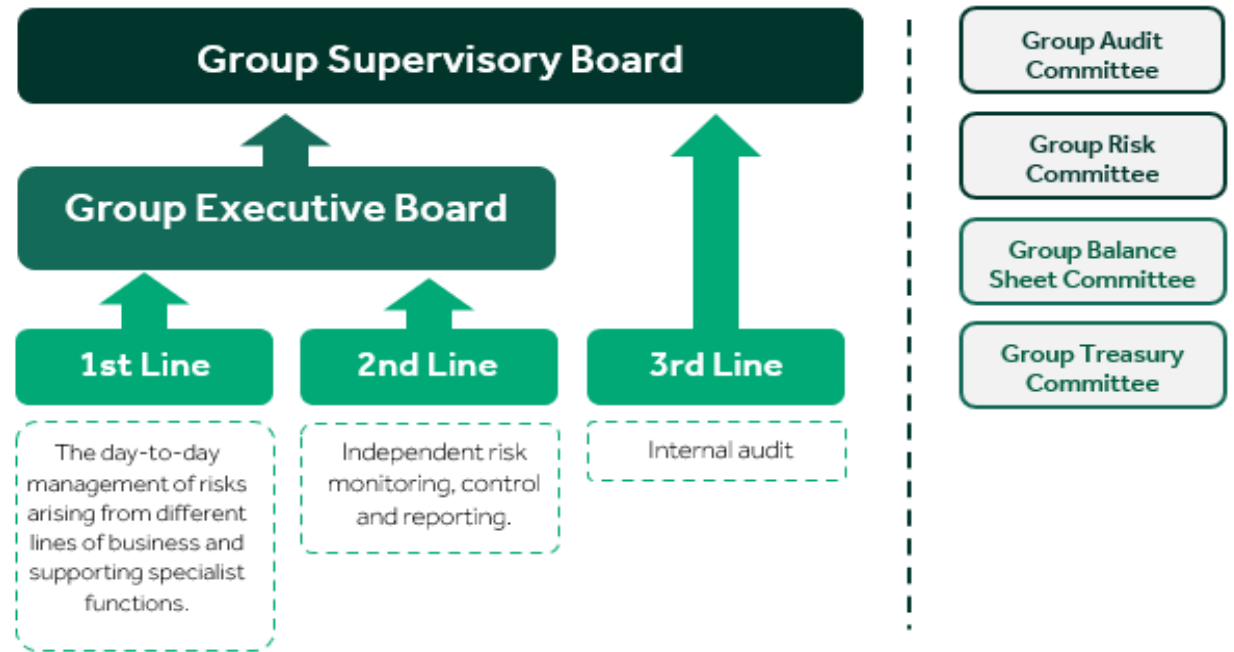 Group Supervisory Board
Group Executive Board
1st Line
The day-to-day
management of risks
arising from different
lines of business and
supporting specialist
functions.
2nd Line
Independent risk
monitoring, control
and reporting.
3rd Line
Internal audit
Group Audit
Committee
Group Risk
Committee
Group Balance
Sheet Committee
Group Treasury
Committee